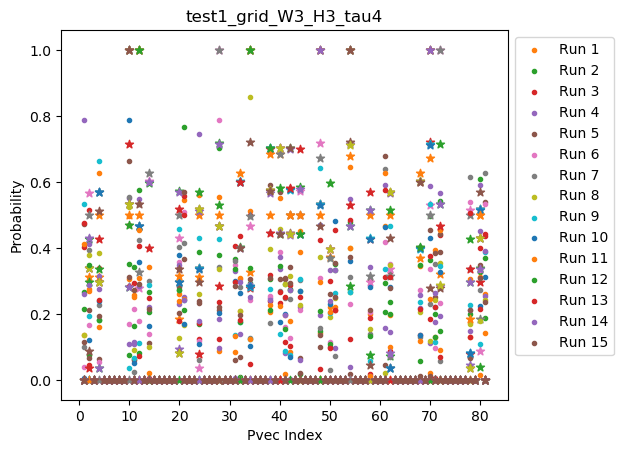 test1_grid_W3_H3_tau4
1.0
0.8
0.6
0.4
0.2
0.0
Probability
0 10 20 30 40 50 60 70 80
Pvec Index
Run 1
Run 2
Run 3
Run 4
Run 5
Run 6
Run 7
Run 8
Run 9
Run 10
Run 11
Run 12
Run 13
Run 14
Run 15